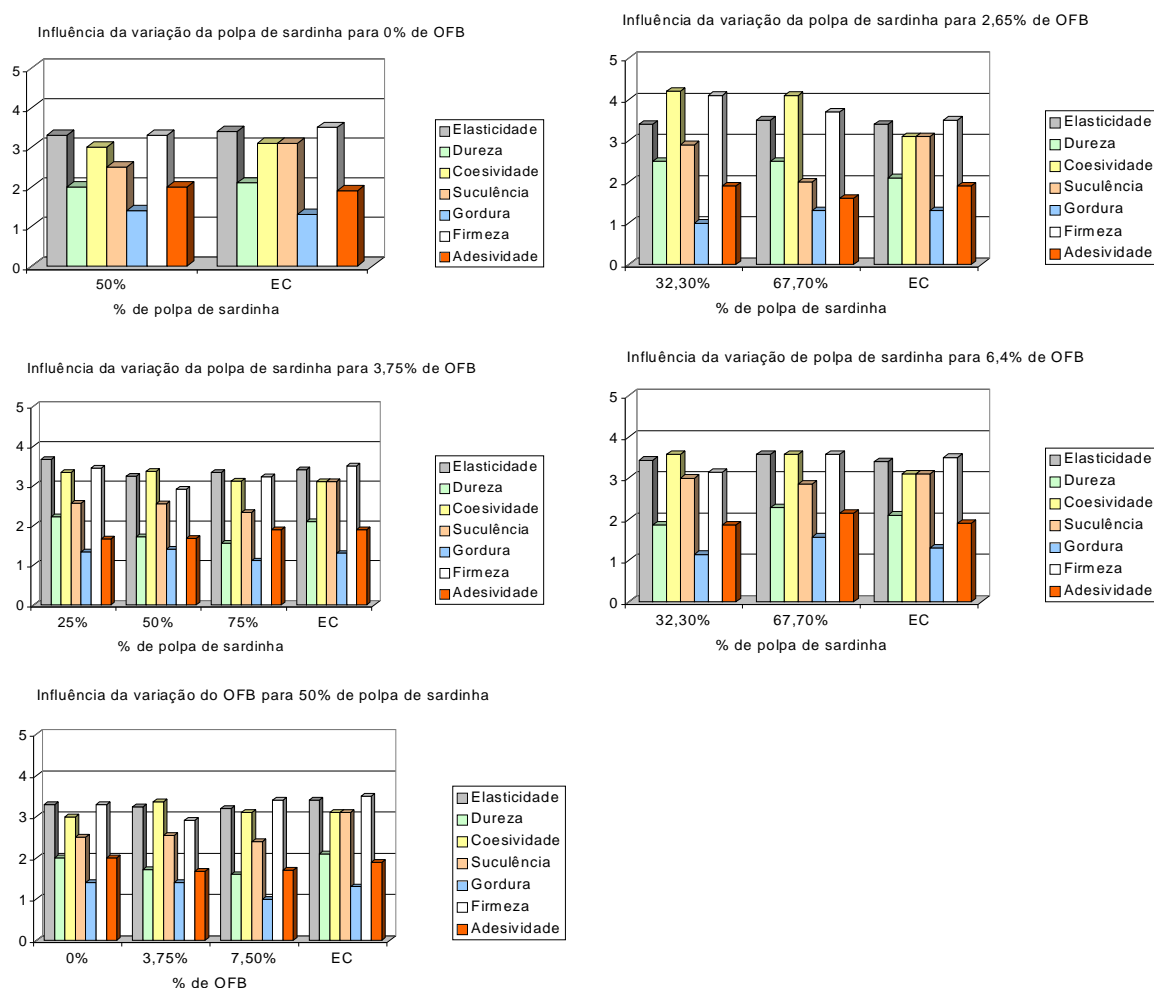 Influência da variação da polpa de sardinha para 0% de OFB
5
4
3
2
1
0
50%
EC
% de polpa de sardinha
Elasticidade
Dureza
Coesividade
Suculência
Gordura
Firmeza
Adesividade
Influência da variação da polpa de sardinha para 2,65% de OFB
5
4
3
2
1
0
32,30%
67,70%
EC
% de polpa de sardinha
Elasticidade
Dureza
Coesividade
Suculência
Gordura
Firmeza
Adesividade
Influência da variação da polpa de sardinha para 3,75% de OFB
5
4
3
2
1
0
25%
50%
75%
EC
% de polpa de sardinha
Elasticidade
Dureza
Coesividade
Suculência
Gordura
Firmeza
Adesividade
Influência da variação de polpa de sardinha para 6,4% de OFB
5
4
3
2
1
0
32,30%
67,70%
EC
% de polpa de sardinha
Elasticidade
Dureza
Coesividade
Suculência
Gordura
Firmeza
Adesividade
Influência da variação do OFB para 50% de polpa de sardinha
5
4
3
2
1
0
0%
3,75%
7,50%
EC
% de OFB
Elasticidade
Dureza
Coesividade
Suculência
Gordura
Firmeza
Adesividade